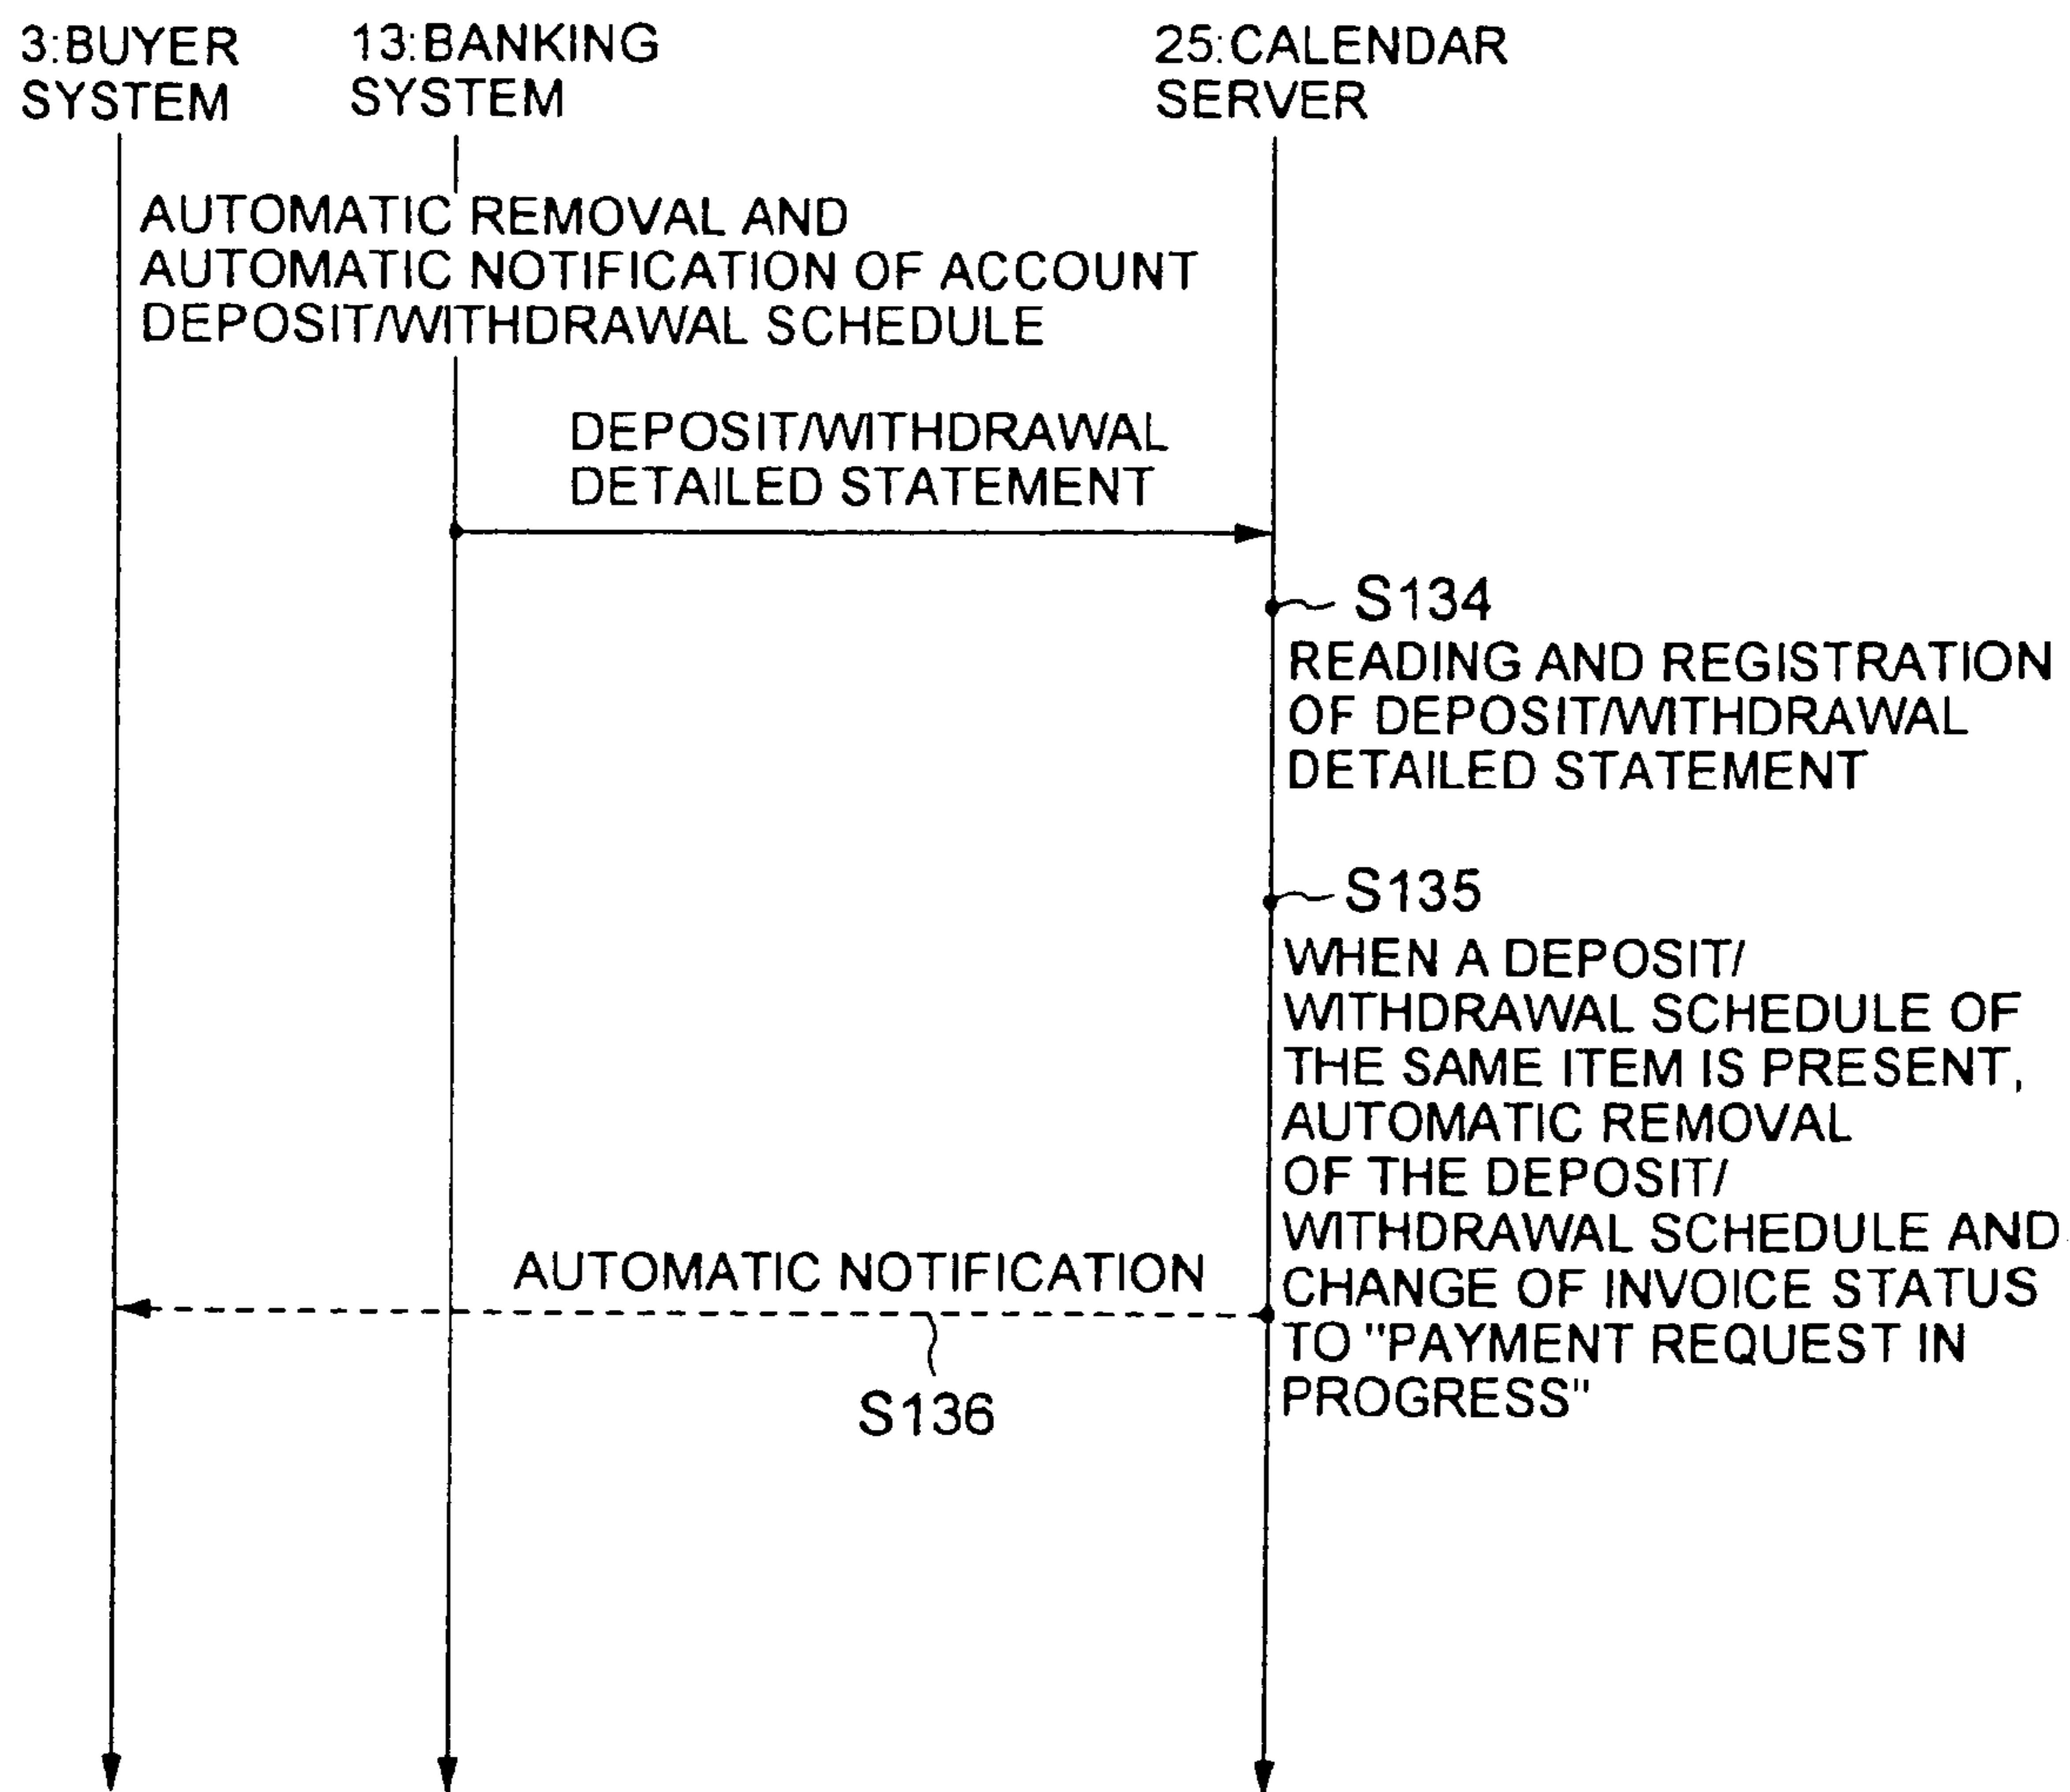 3:BUYER
SYSTEM
13:BANKING
SYSTEM
25:CALENDAR
SERVER
AUTOMATIC REMOVAL AND
AUTOMATIC NOTIFICATION OF ACCOUNT
DEPOSIT/WITHDRAWAL SCHEDULE
DEPOSIT/WITHDRAWAL
DETAILED STATEMENT
S134
READING AND REGISTRATION
OF DEPOSIT/WITHDRAWAL
DETAILED STATEMENT
S135
WHEN A DEPOSIT/
WITHDRAWAL SCHEDULE OF
THE SAME ITEM IS PRESENT,
AUTOMATIC REMOVAL
OF THE DEPOSIT/
WITHDRAWAL SCHEDULE AND
CHANGE OF INVOICE STATUS
TO "PAYMENT REQUEST IN
PROGRESS"
AUTOMATIC NOTIFICATION
S136